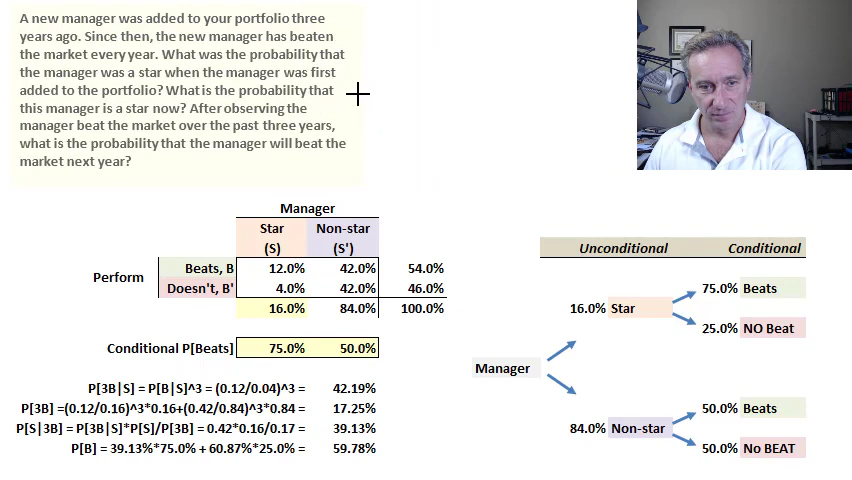 A new manager was added to your portfolio three
years ago. Since then, the new manager has beaten
the market every year. What was the probability that
the manager was a star when the manager was first
added to the portfolio? What is the probability that
this manager is a star now? After observing the
manager beat the market over the past three years,
what is the probability that the manager will beat the
market next year?
Manager
Star Non-star
(S) (S')
Perform
Beats, B 12.0% 42.0% 54.0%
Doesn't, B' 4.0% 42.0% 46.0%
16.0% 84.0% 100.0%
Conditional P[Beats] 75.0% 50.0%
P[3B|S] = P[B|S]^3 = (0.12/0.04)^3 = 42.19%
P[3B] =(0.12/0.16)^3*0.16+(0.42/0.84)^3*0.84 = 17.25%
P[S|3B] = P[3B|S]*P[S]/P[3B] = 0.42*0.16/0.17 = 39.13%
P[B] = 39.13%*75.0% + 60.87%*25.0% = 59.78%
Unconditional Conditional
75.0% Beats
16.0% Star
25.0% NO Beat
Manager
50.0% Beats
84.0% Non-star
50.0% No BEAT